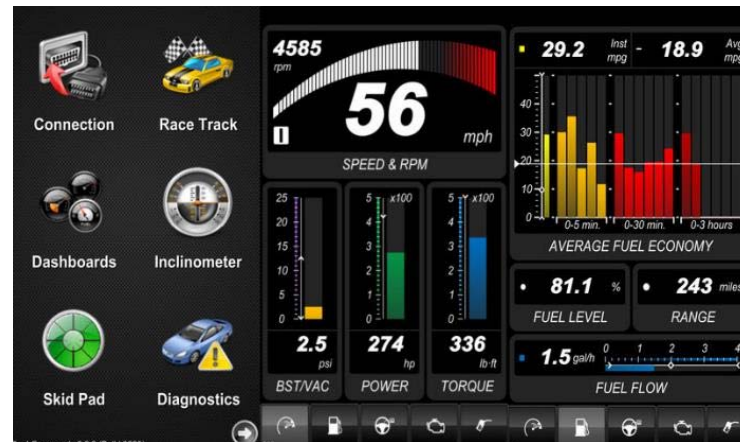 Connection
Race Track
Dashboards
Inclinometer
Skid Pad
Diagnostics
4585
rpm
56
mph
SPEED & RPM
25
20
15
10
5
0
2.5
psi
BST/VAC
5 x100
4
3
2
1
0
274
hp
POWER
5 x100
4
3
2
1
0
336
lb·ft
TORQUE
29.2 Inst mpg
18.9 Avg mpg
40
30
20
10
0
0-5 min. 0-30 min. 0-3 hours
AVERAGE FUEL ECONOMY
81.1 %
FUEL LEVEL
243 miles
RANGE
1.5 gal/h
0 1 2 3 4
FUEL FLOW